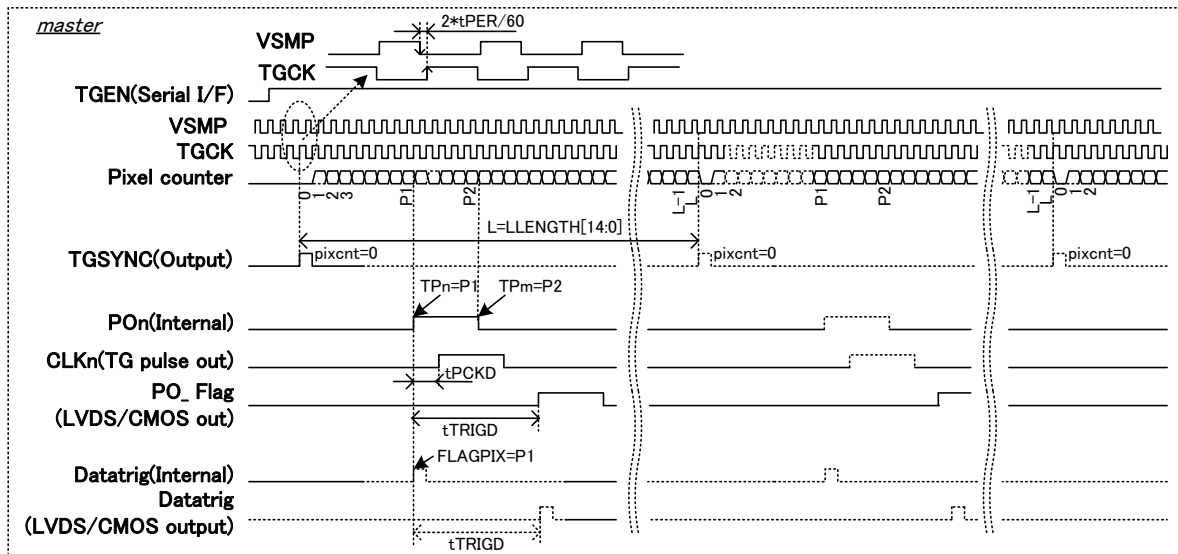 master
2*tPER/60
VSMP
TGCK
TGEN(Serial I/F)
VSMP
TGCK
Pixel counter
0 1 2 3 P1 P2 L-1 L 0 1 2 P1 P2 L-1 L 0 1 2
L=LLENGTH[14:0]
TGSYNC(Output) pixcnt=0 pixcnt=0 pixcnt=0
TPn=P1 TPm=P2
POn(Internal)
CLKn(TG pulse out)
tPCKD
PO_ Flag
(LVDS/CMOS out)
tTRIGD
FLAGPIX=P1
Datatrig(Internal)
Datatrig
(LVDS/CMOS output)
tTRIGD